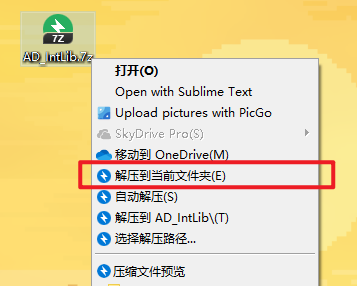 7Z
AD_IntLib.7z
打开(O)
Open with Sublime Text
Upload pictures with PicGo
SkyDrive Pro(S)
移动到 OneDrive(M)
解压到当前文件夹(E)
自动解压(S)
解压到 AD_IntLib\(T)
选择解压路径...
压缩文件预览